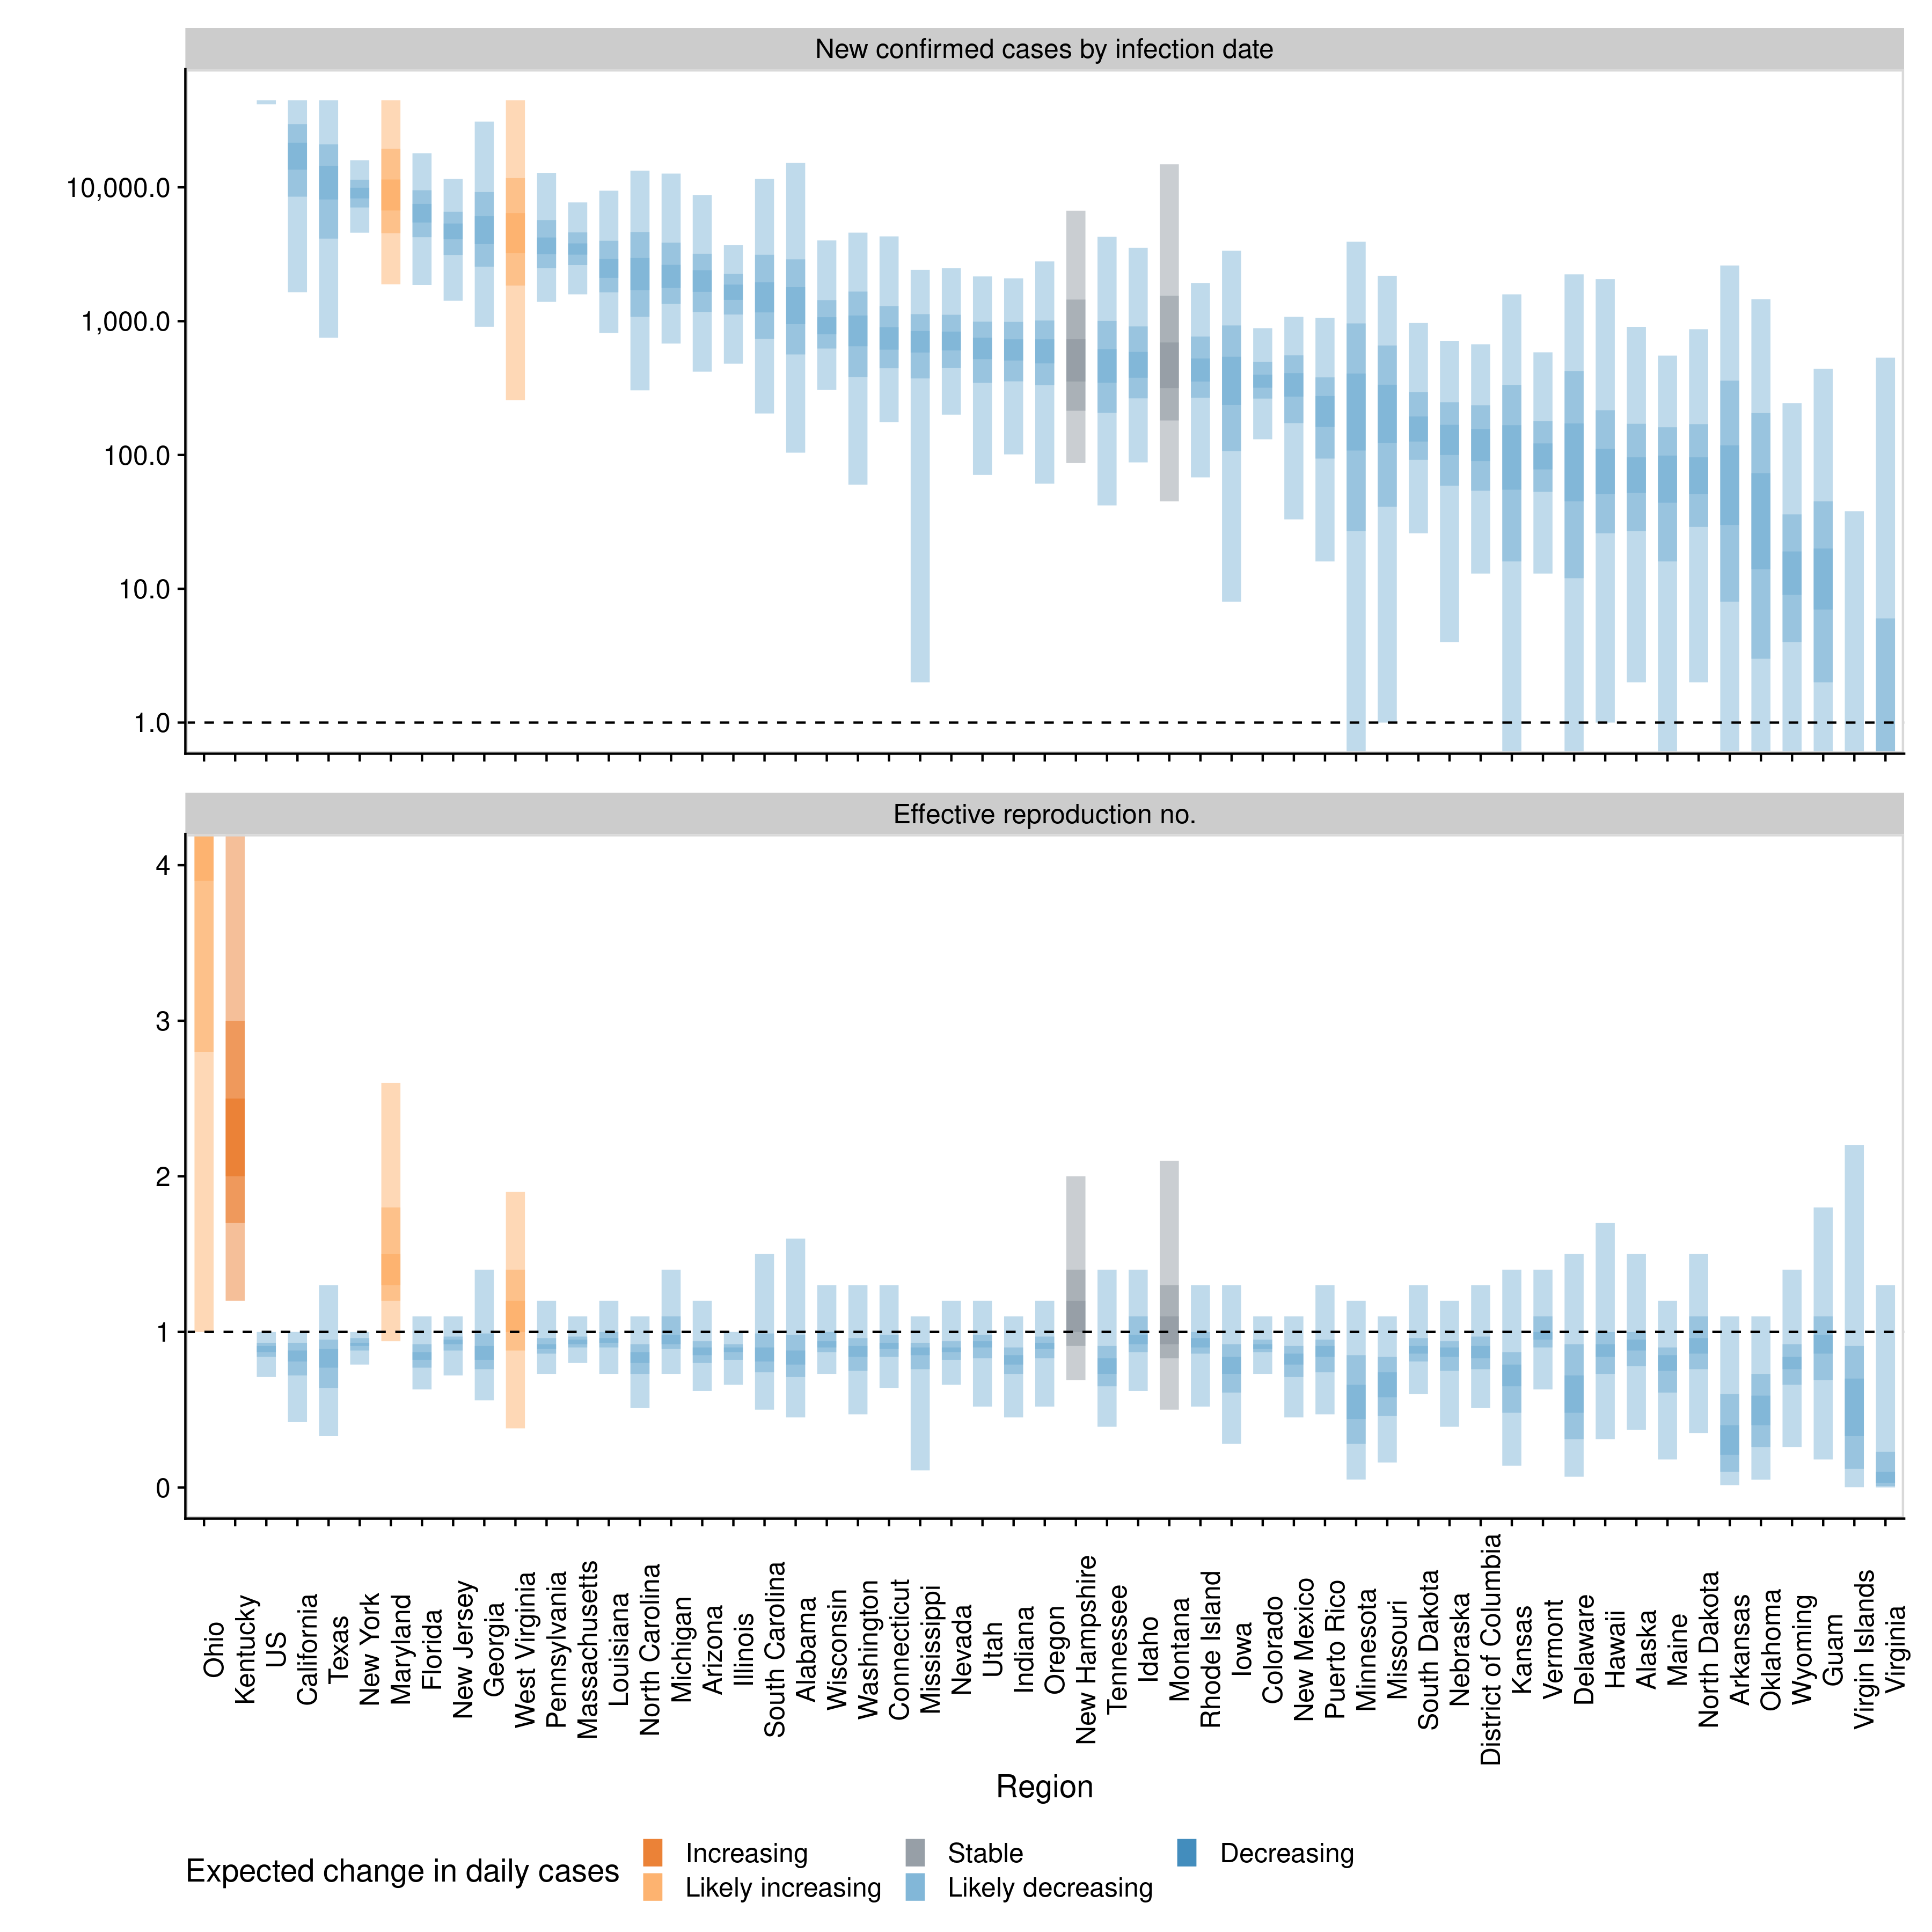 New confirmed cases by infection date
10,000.0
1,000.0
100.0
10.0
1.0
Effective reproduction no.
4
3
2
1
0
Ohio
Kentucky
US
California
Texas
New York
Maryland
Florida
New Jersey
Georgia
West Virginia
Pennsylvania
Massachusetts
Louisiana
North Carolina
Michigan
Arizona
Illinois
South Carolina
Alabama
Wisconsin
Washington
Connecticut
Mississippi
Nevada
Utah
Indiana
Oregon
New Hampshire
Tennessee
Idaho
Montana
Rhode Island
Iowa
Colorado
New Mexico
Puerto Rico
Minnesota
Missouri
South Dakota
Nebraska
District of Columbia
Kansas
Vermont
Delaware
Hawaii
Alaska
Maine
North Dakota
Arkansas
Oklahoma
Wyoming
Guam
Virgin Islands
Virginia
Region
Expected change in daily cases
Increasing
Likely increasing
Stable
Likely decreasing
Decreasing